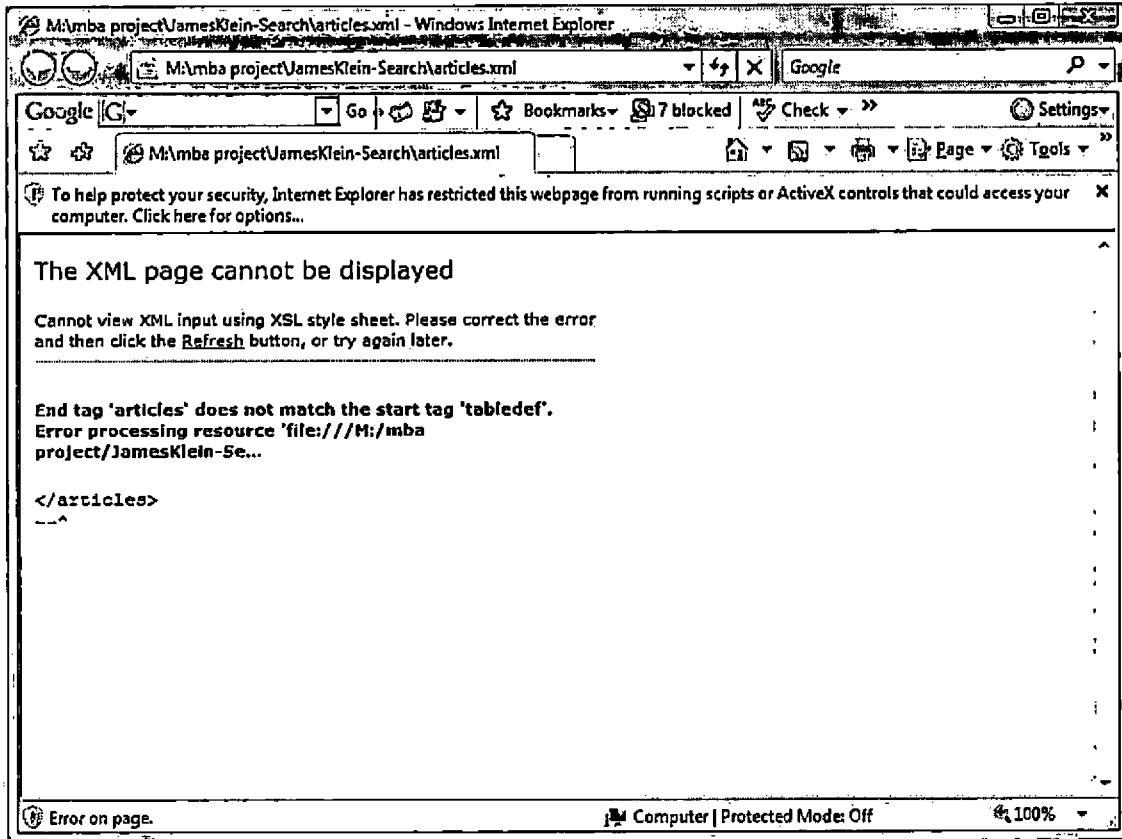 M:\mba project\JamesKlein-Search\articles.xml - Windows Internet Explorer
M:\mba project\JamesKlein-Search\articles.xml
Google
Google G Go Bookmarks 7 blocked ABC Check » Settings
M:\mba project\JamesKlein-Search\articles.xml Page Tools »
To help protect your security, Internet Explorer has restricted this webpage from running scripts or ActiveX controls that could access your
computer. Click here for options...
The XML page cannot be displayed
Cannot view XML input using XSL style sheet. Please correct the error
and then click the Refresh button, or try again later.
End tag 'articles' does not match the start tag 'tabledef'.
Error processing resource 'file:///M:/mba
project/JamesKlein-Se...
</articles>
--^
Error on page. Computer | Protected Mode: Off 100%